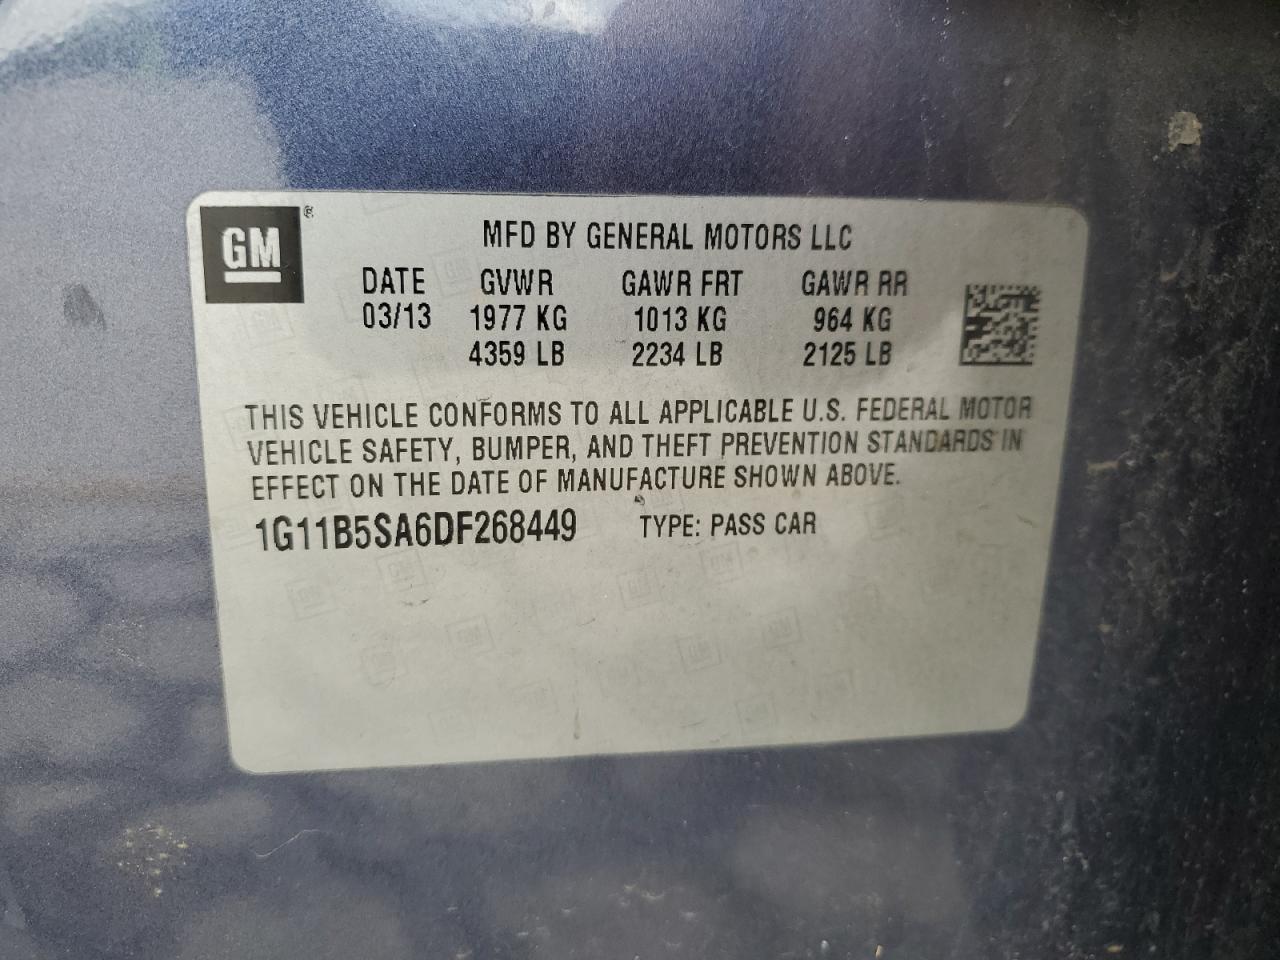 GM ®
MFD BY GENERAL MOTORS LLC
DATE GVWR GAWR FRT GAWR RR
03/13 1977 KG 1013 KG 964 KG
4359 LB 2234 LB 2125 LB
THIS VEHICLE CONFORMS TO ALL APPLICABLE U.S. FEDERAL MOTOR
VEHICLE SAFETY, BUMPER, AND THEFT PREVENTION STANDARDS IN
EFFECT ON THE DATE OF MANUFACTURE SHOWN ABOVE.
1G11B5SA6DF268449 TYPE: PASS CAR